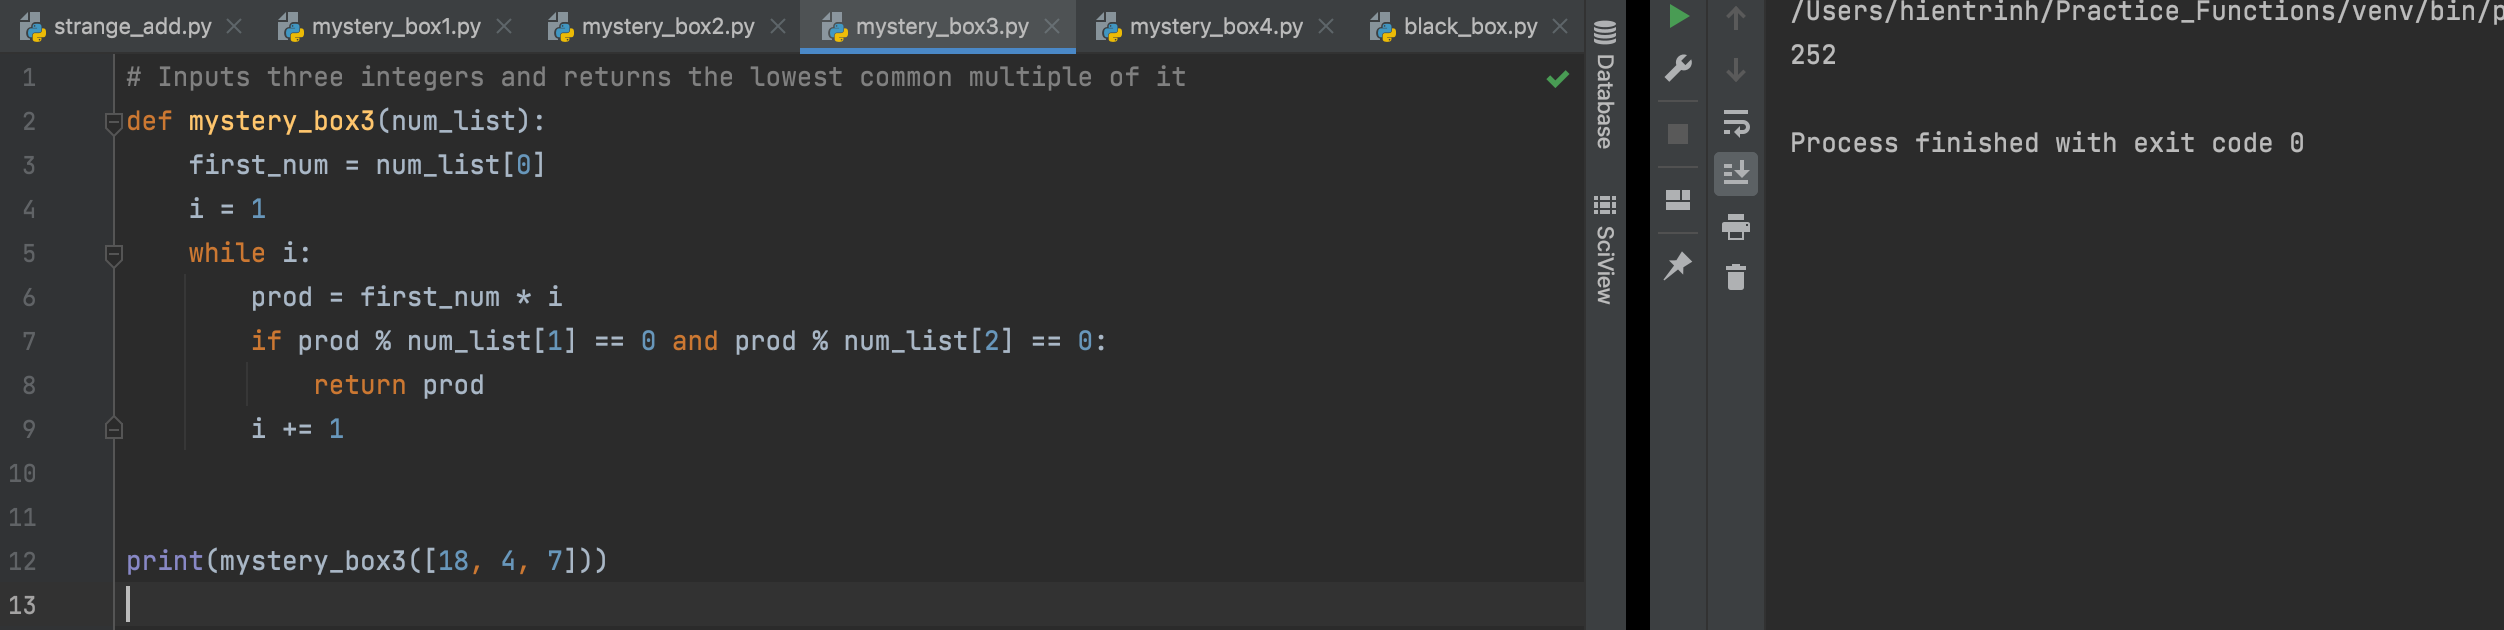 strange_add.py mystery_box1.py mystery_box2.py mystery_box3.py mystery_box4.py black_box.py
1 # Inputs three integers and returns the lowest common multiple of it
2 def mystery_box3(num_list):
3     first_num = num_list[0]
4     i = 1
5     while i:
6         prod = first_num * i
7         if prod % num_list[1] == 0 and prod % num_list[2] == 0:
8             return prod
9         i += 1
10
11
12 print(mystery_box3([18, 4, 7]))
13
Database
SciView
/Users/hientrinh/Practice_Functions/venv/bin/p
252
Process finished with exit code 0